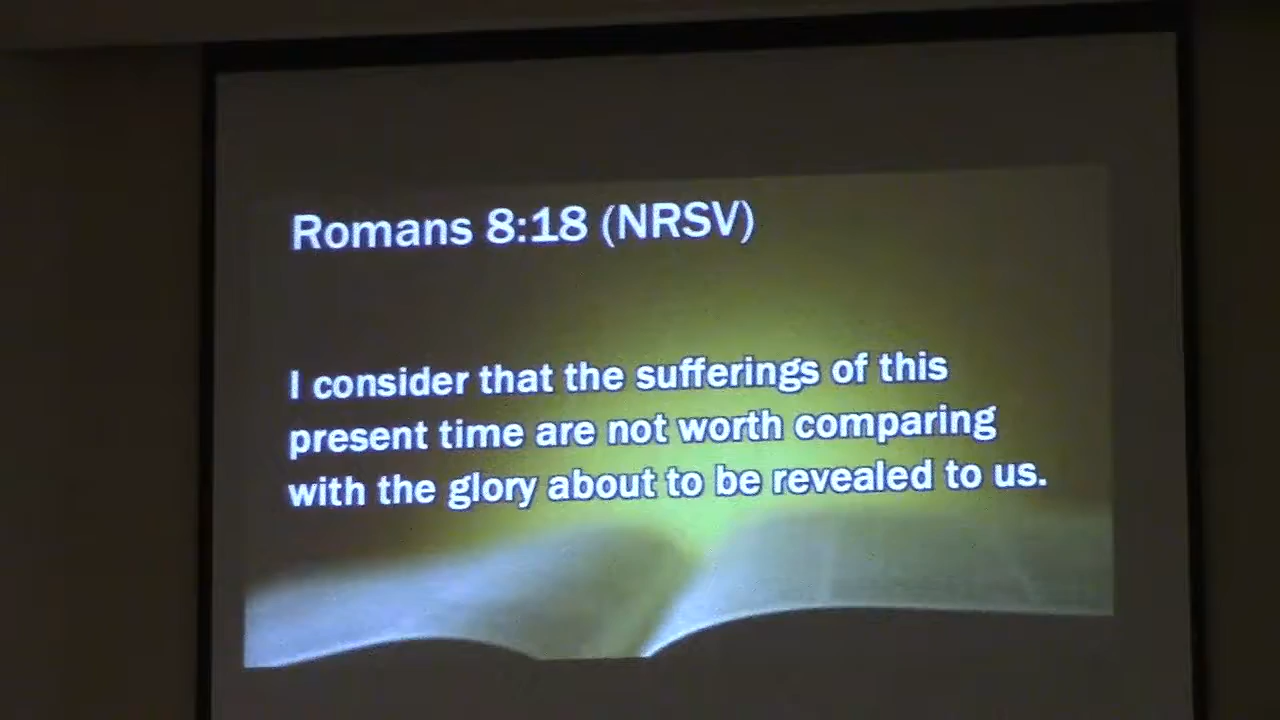 Romans 8:18 (NRSV)
I consider that the sufferings of this
present time are not worth comparing
with the glory about to be revealed to us.